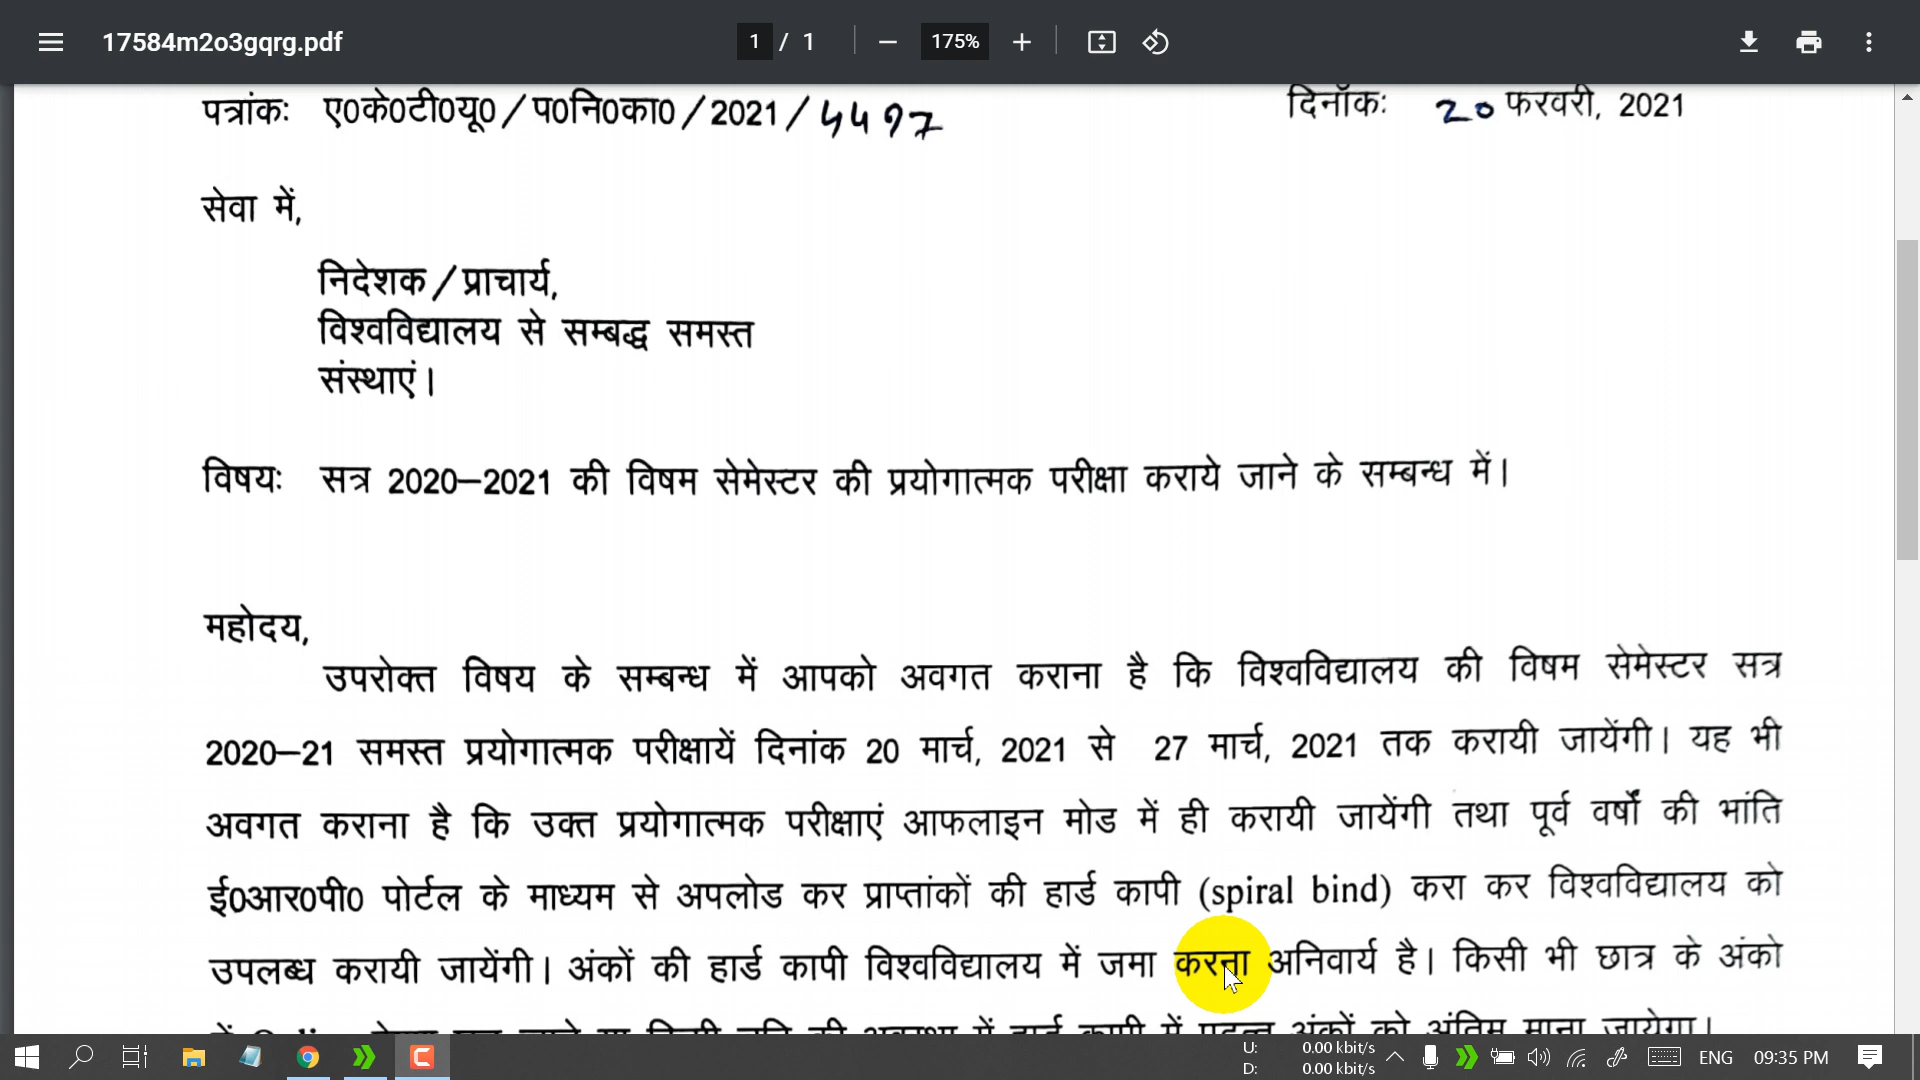 17584m2o3gqrg.pdf
1 / 1
175%
पत्रांकः ए0के0टी0यू0/प0नि0का0/2021/4497
दिनॉकः 20 फरवरी, 2021
सेवा में,
निदेशक/प्राचार्य,
विश्वविद्यालय से सम्बद्ध समस्त
संस्थाएं।
विषयः सत्र 2020–2021 की विषम सेमेस्टर की प्रयोगात्मक परीक्षा कराये जाने के सम्बन्ध में।
महोदय,
उपरोक्त विषय के सम्बन्ध में आपको अवगत कराना है कि विश्वविद्यालय की विषम सेमेस्टर सत्र
2020–21 समस्त प्रयोगात्मक परीक्षायें दिनांक 20 मार्च, 2021 से 27 मार्च, 2021 तक करायी जायेंगी। यह भी
अवगत कराना है कि उक्त प्रयोगात्मक परीक्षाएं आफलाइन मोड में ही करायी जायेंगी तथा पूर्व वर्षों की भांति
ई0आर0पी0 पोर्टल के माध्यम से अपलोड कर प्राप्तांकों की हार्ड कापी (spiral bind) करा कर विश्वविद्यालय को
उपलब्ध करायी जायेंगी। अंकों की हार्ड कापी विश्वविद्यालय में जमा करना अनिवार्य है। किसी भी छात्र के अंको
की अवस्था में हार्ड कापी में प्रदत्त अंकों को अंतिम माना जायेगा।
U: 0.00 kbit/s
D: 0.00 kbit/s
ENG
09:35 PM